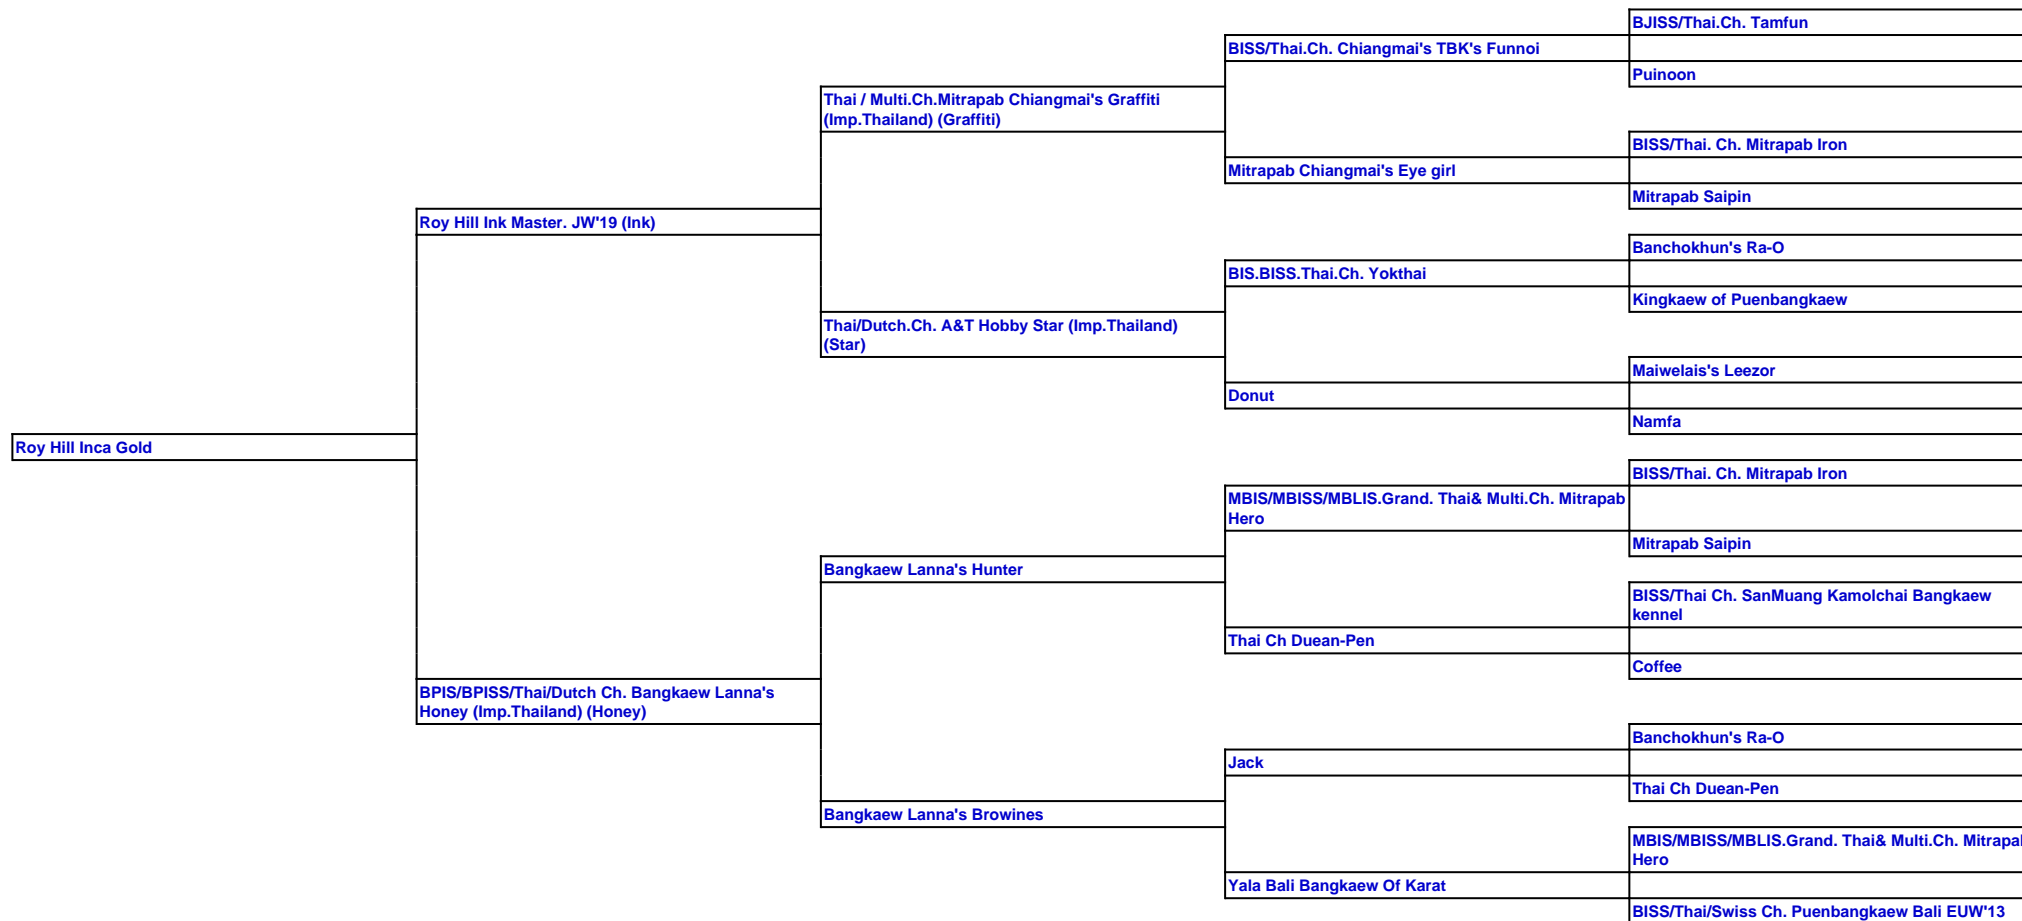 BJISS/Thai.Ch. Tamfun
BISS/Thai.Ch. Chiangmai's TBK's Funnoi
Puinoon
Thai / Multi.Ch.Mitrapab Chiangmai's Graffiti
(Imp.Thailand) (Graffiti)
BISS/Thai. Ch. Mitrapab Iron
Mitrapab Chiangmai's Eye girl
Mitrapab Saipin
Roy Hill Ink Master. JW'19 (Ink)
Banchokhun's Ra-O
BIS.BISS.Thai.Ch. Yokthai
Kingkaew of Puenbangkaew
Thai/Dutch.Ch. A&T Hobby Star (Imp.Thailand)
(Star)
Maiwelais's Leezor
Donut
Namfa
Roy Hill Inca Gold
BISS/Thai. Ch. Mitrapab Iron
MBIS/MBISS/MBLIS.Grand. Thai& Multi.Ch. Mitrapab
Hero
Mitrapab Saipin
Bangkaew Lanna's Hunter
BISS/Thai Ch. SanMuang Kamolchai Bangkaew
kennel
Thai Ch Duean-Pen
Coffee
BPIS/BPISS/Thai/Dutch Ch. Bangkaew Lanna's
Honey (Imp.Thailand) (Honey)
Banchokhun's Ra-O
Jack
Thai Ch Duean-Pen
Bangkaew Lanna's Browines
MBIS/MBISS/MBLIS.Grand. Thai& Multi.Ch. Mitrapab
Hero
Yala Bali Bangkaew Of Karat
BISS/Thai/Swiss Ch. Puenbangkaew Bali EUW'13